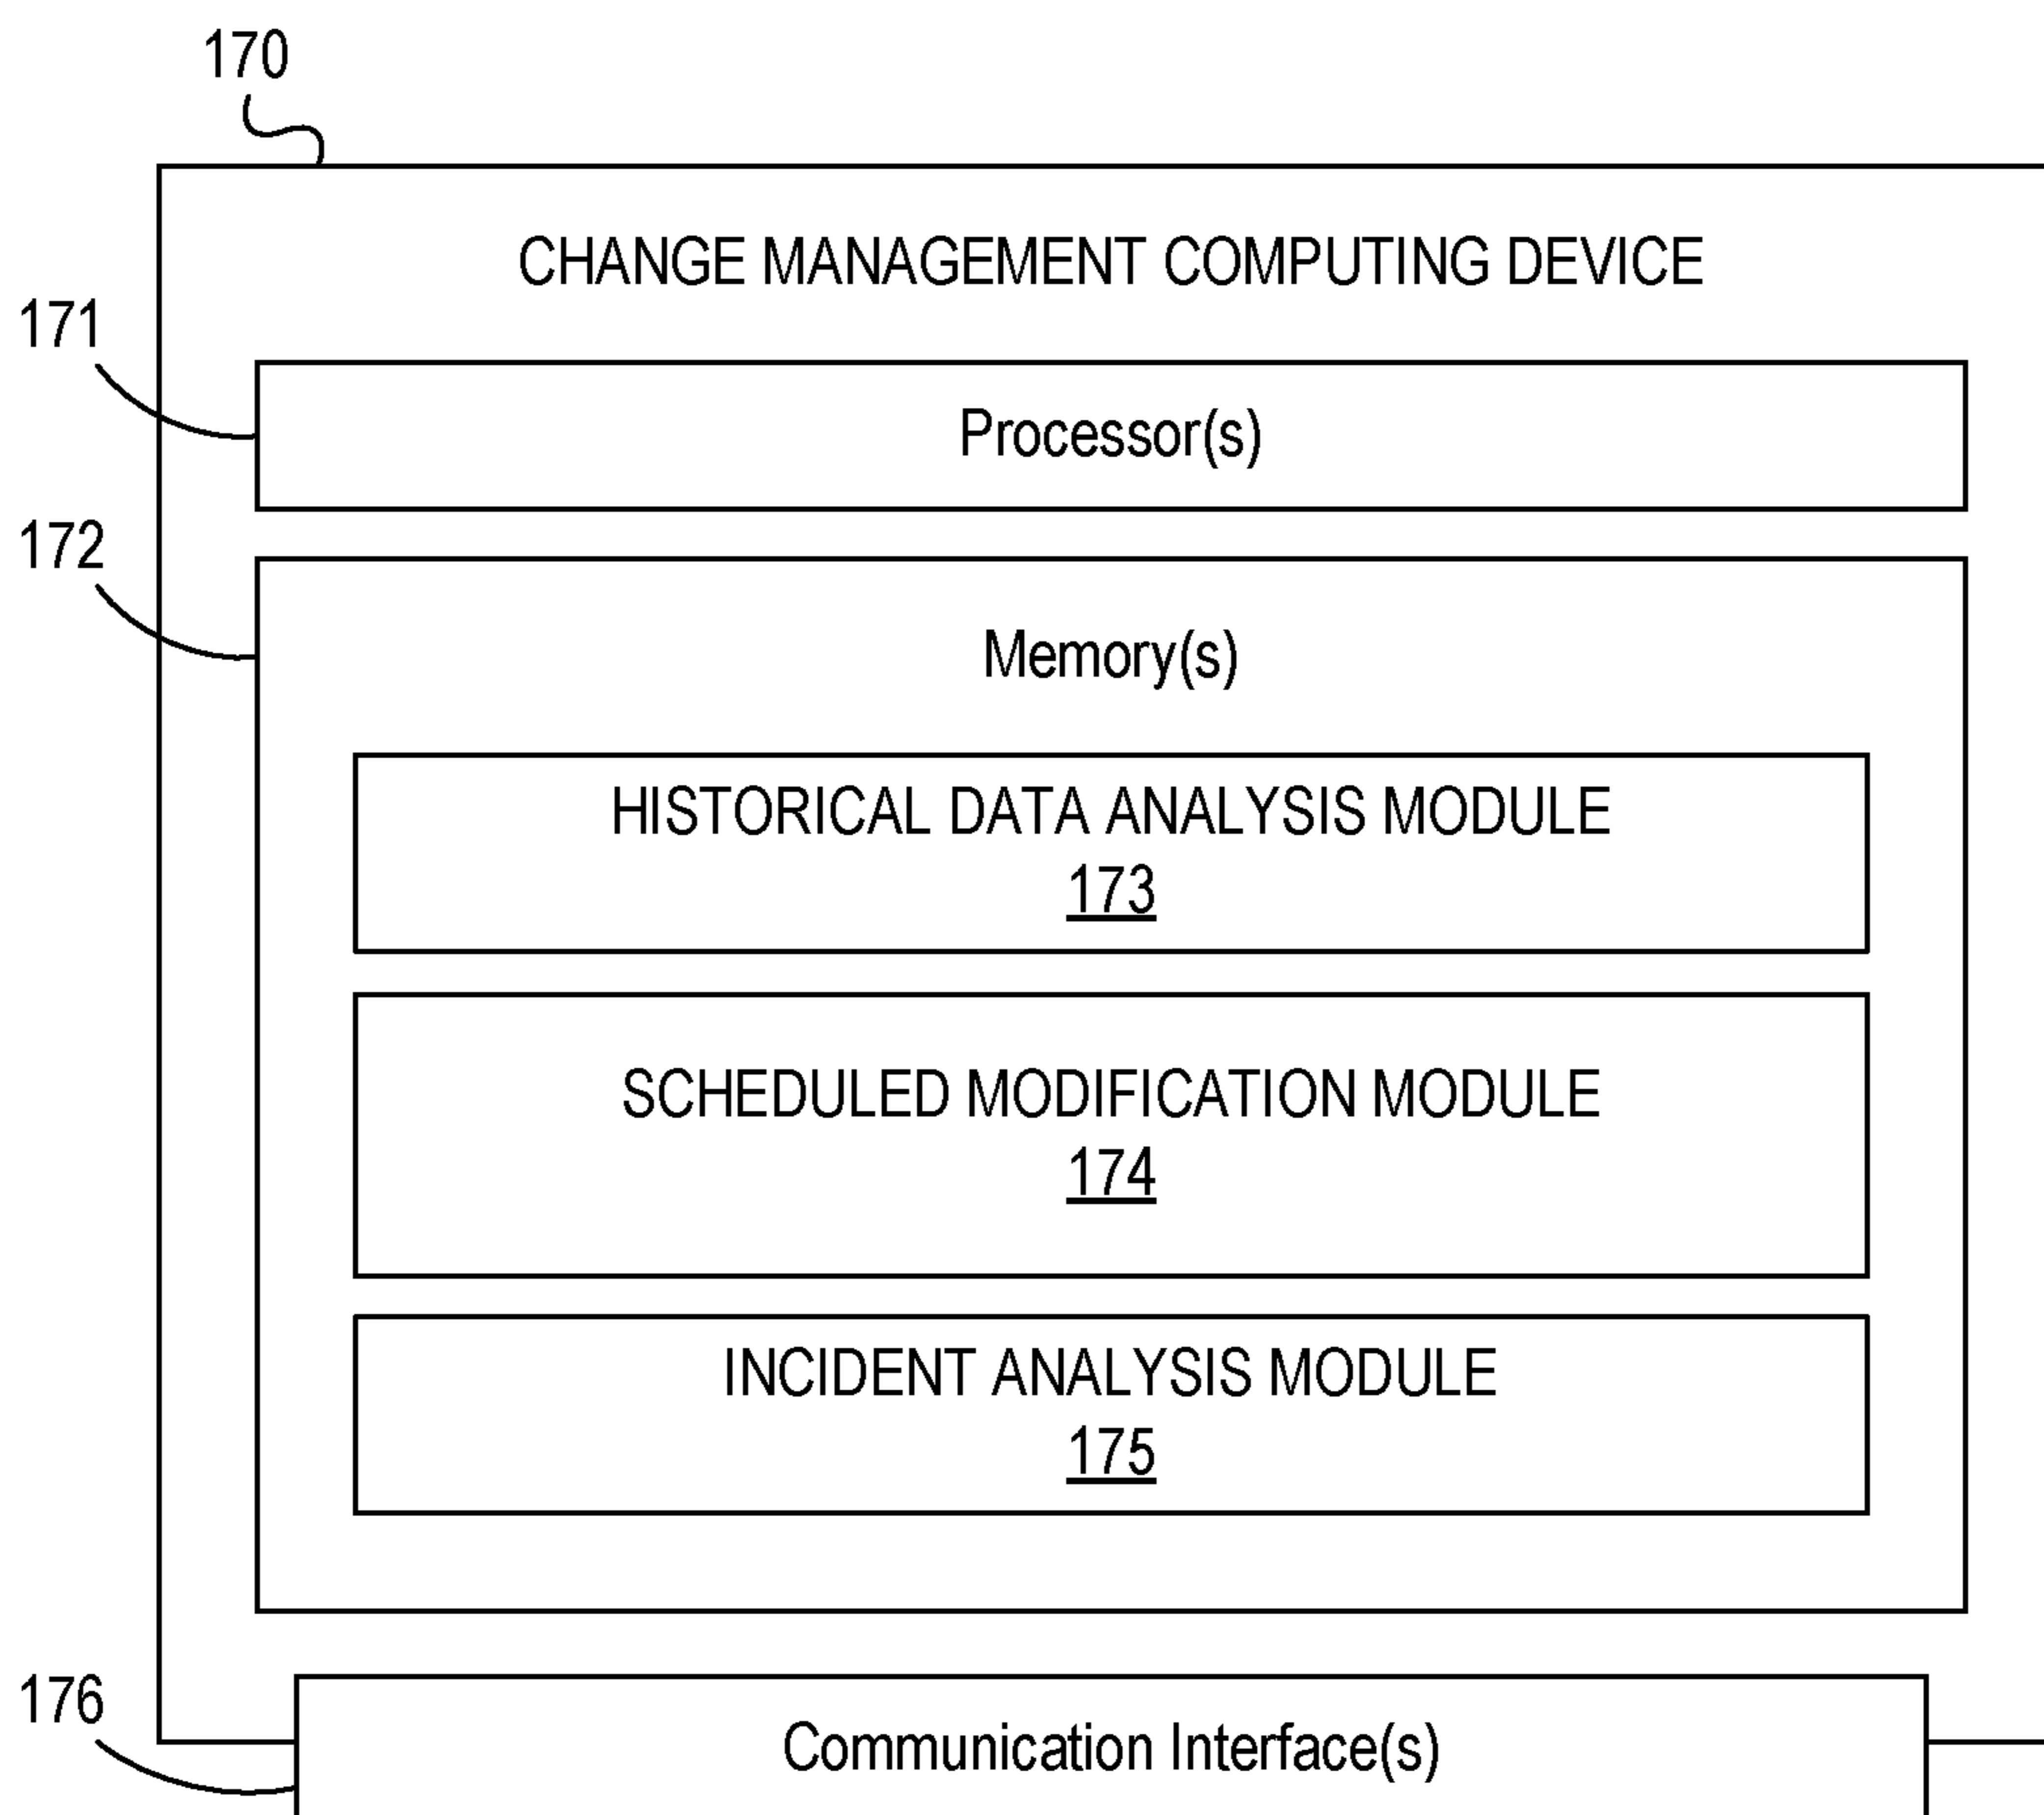 170
CHANGE MANAGEMENT COMPUTING DEVICE
171
Processor(s)
172
Memory(s)
HISTORICAL DATA ANALYSIS MODULE
173
SCHEDULED MODIFICATION MODULE
174
INCIDENT ANALYSIS MODULE
175
176
Communication Interface(s)